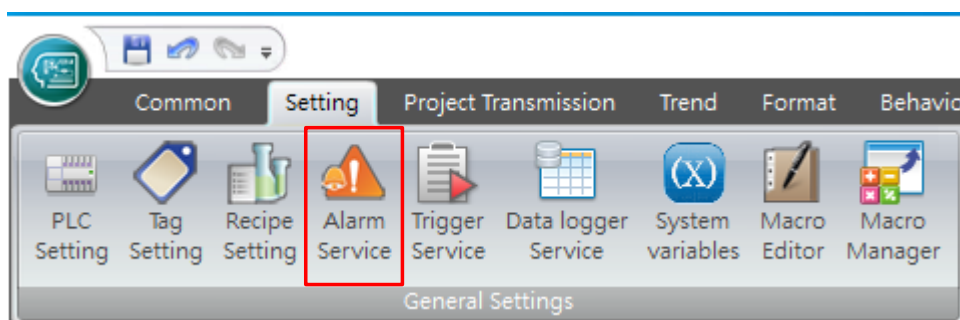 Common Setting Project Transmission Trend Format Behavio
PLC Setting
Tag Setting
Recipe Setting
Alarm Service
Trigger Service
Data logger Service
(X)
System variables
Macro Editor
Macro Manager
General Settings